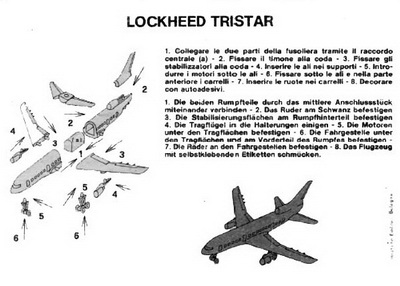 LOCKHEED TRISTAR
1. Collegare le due parti della fusoliera tramite il raccordo
centrale (a) - 2. Fissare il timone alla coda - 3. Fissare gli
stabilizzatori alla coda - 4. Inserire le ali nei supporti - 5. Intro-
durre i motori sotto le ali - 6. Fissare sotto le ali e nella parte
anteriore i carrelli - 7. Inserire le ruote nei carrelli - 8. Decorare
con autoadesivi.
1. Die beiden Rumpfteile durch das mittlere Anschlusstück
miteinander verbinden - 2. Das Ruder am Schwanz befestigen
3. Die Stabilisierungsflächen am Rumpfhinterteil befestigen
4. Die Tragflügel in die Halterungen einigen - 5. Die Motoren
unter den Tragflächen befestigen - 6. Die Fahrgestelle unter
den Tragflächen und am Vorderteil des Rumpfes befestigen -
7. Die Räder an den Fahrgestellen befestigen - 8. Das Flugzeug
mit selbstklebenden Etiketten schmücken.
2
3
4
1
3
5
4
6
5
6